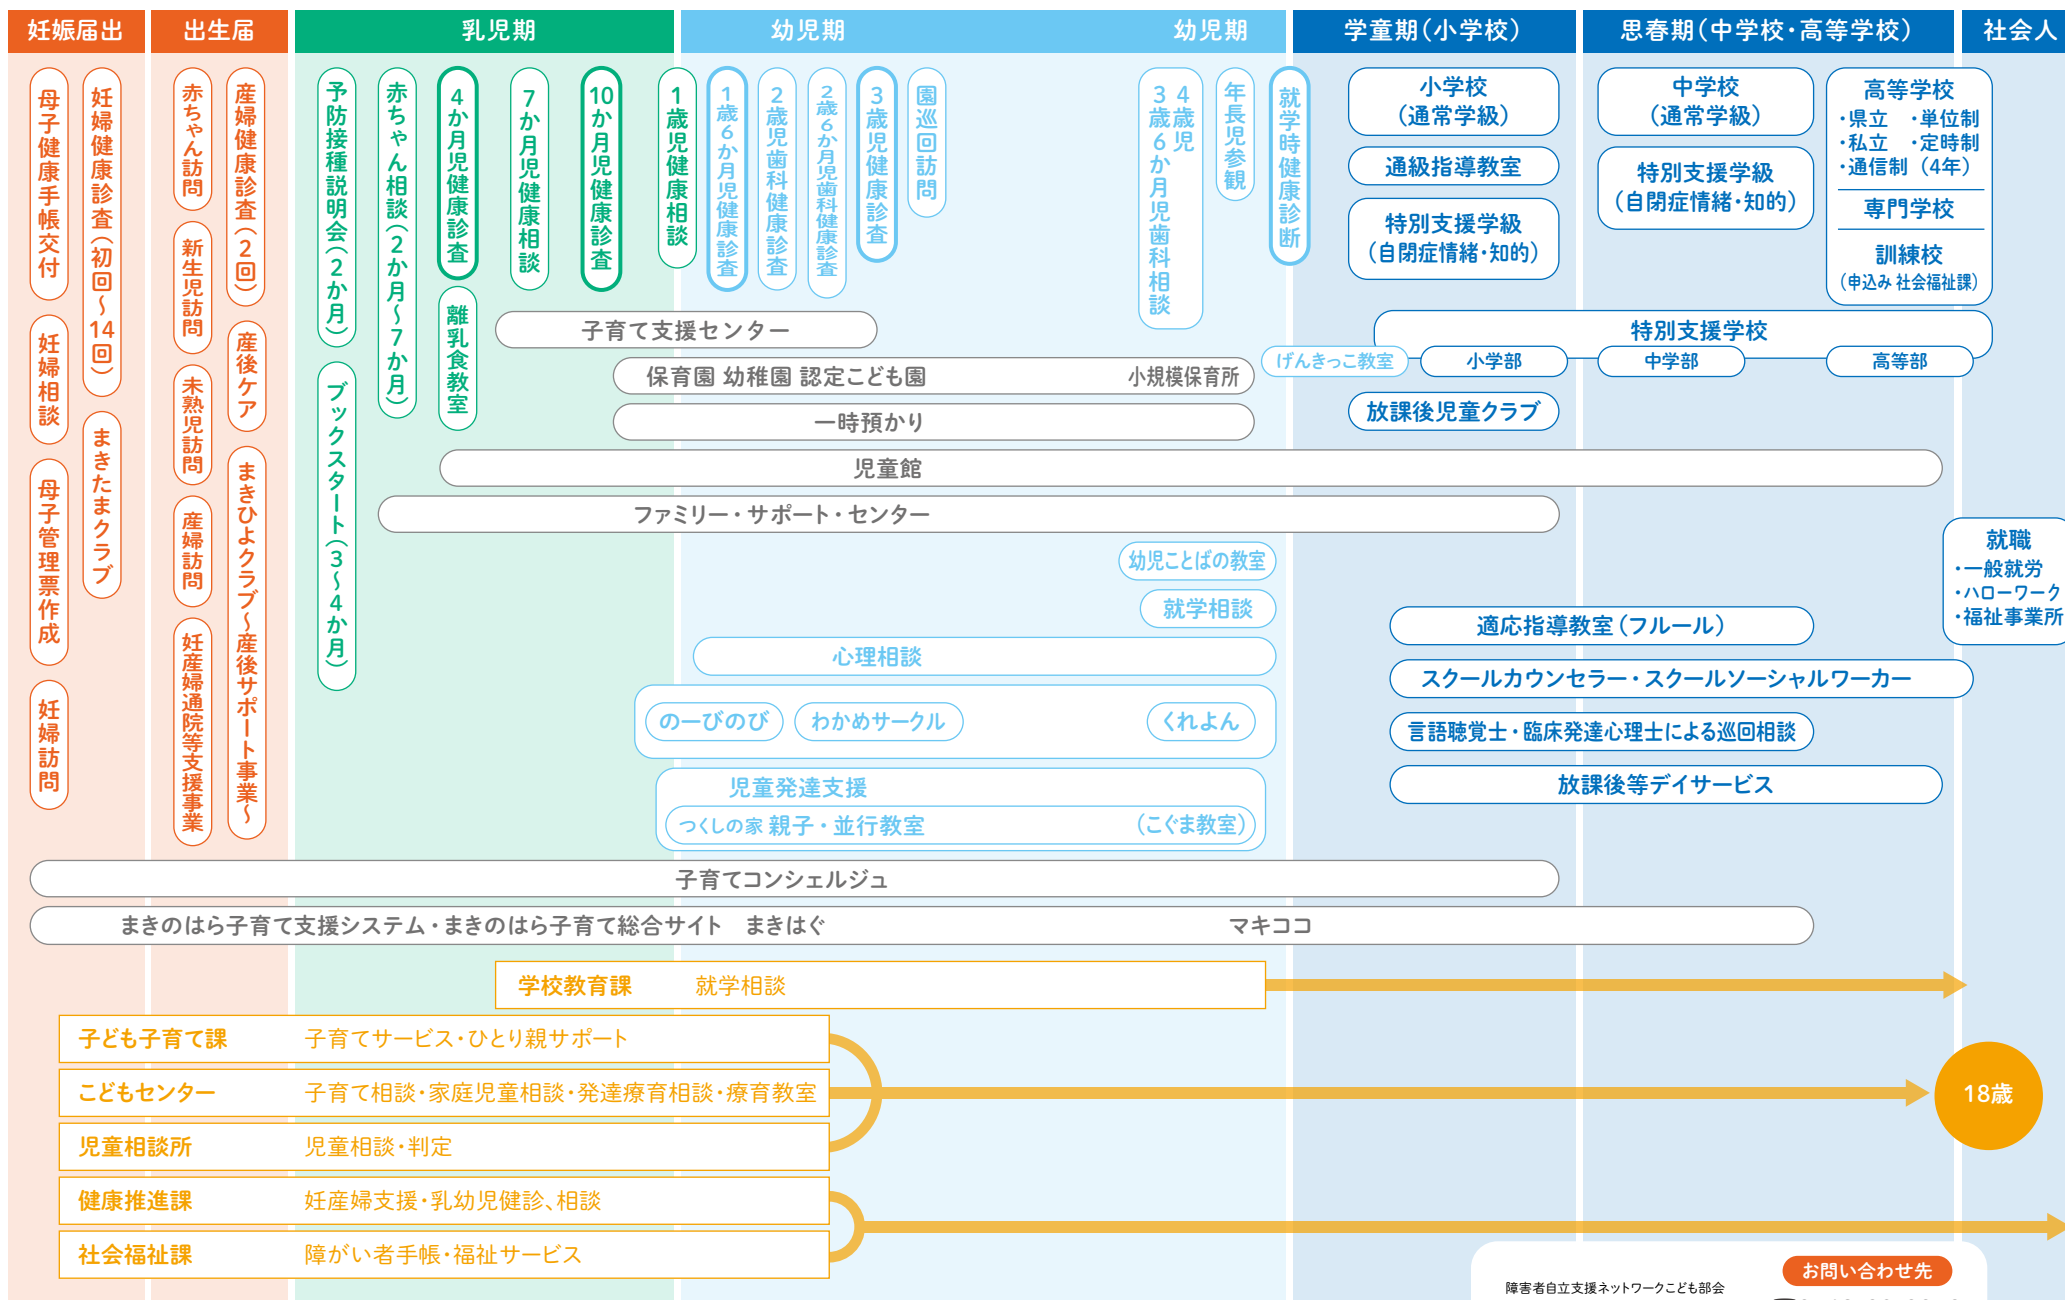 妊娠届出
出生届
乳児期
幼児期
幼児期
学童期(小学校)
思春期(中学校・高等学校)
社会人
母子健康手帳交付
妊婦相談
母子管理票作成
妊婦訪問
妊婦健康診査(初回～14回)
まきたまクラブ
赤ちゃん訪問
新生児訪問
未熟児訪問
産婦訪問
妊産婦通院等支援事業
産婦健康診査(2回)
産後ケア
まきひよクラブ～産後サポート事業～
予防接種説明会(2か月)
ブックスタート(3～4か月)
赤ちゃん相談(2か月～7か月)
4か月児健康診査
離乳食教室
7か月児健康相談
10か月児健康診査
1歳児健康相談
1歳6か月児健康診査
2歳児歯科健康診査
2歳6か月児歯科健康診査
3歳児健康診査
園巡回訪問
4歳児
3歳6か月児歯科相談
年長児参観
就学時健康診断
小学校
(通常学級)
通級指導教室
特別支援学級
(自閉症情緒・知的)
中学校
(通常学級)
特別支援学級
(自閉症情緒・知的)
高等学校
・県立 ・単位制
・私立 ・定時制
・通信制(4年)
専門学校
訓練校
(申込み 社会福祉課)
子育て支援センター
特別支援学校
保育園 幼稚園 認定こども園 小規模保育所
げんきっこ教室
小学部
中学部
高等部
一時預かり
放課後児童クラブ
児童館
ファミリー・サポート・センター
幼児ことばの教室
就学相談
就職
・一般就労
・ハローワーク
・福祉事業所
適応指導教室(フルール)
心理相談
スクールカウンセラー・スクールソーシャルワーカー
のーびのび
わかめサークル
くれよん
言語聴覚士・臨床発達心理士による巡回相談
児童発達支援
放課後等デイサービス
つくしの家 親子・並行教室 (こぐま教室)
子育てコンシェルジュ
まきのはら子育て支援システム・まきのはら子育て総合サイト まきはぐ マキココ
学校教育課 就学相談
子ども子育て課 子育てサービス・ひとり親サポート
こどもセンター 子育て相談・家庭児童相談・発達療育相談・療育教室
18歳
児童相談所 児童相談・判定
健康推進課 妊産婦支援・乳幼児健診、相談
社会福祉課 障がい者手帳・福祉サービス
お問い合わせ先
障害者自立支援ネットワークこども部会